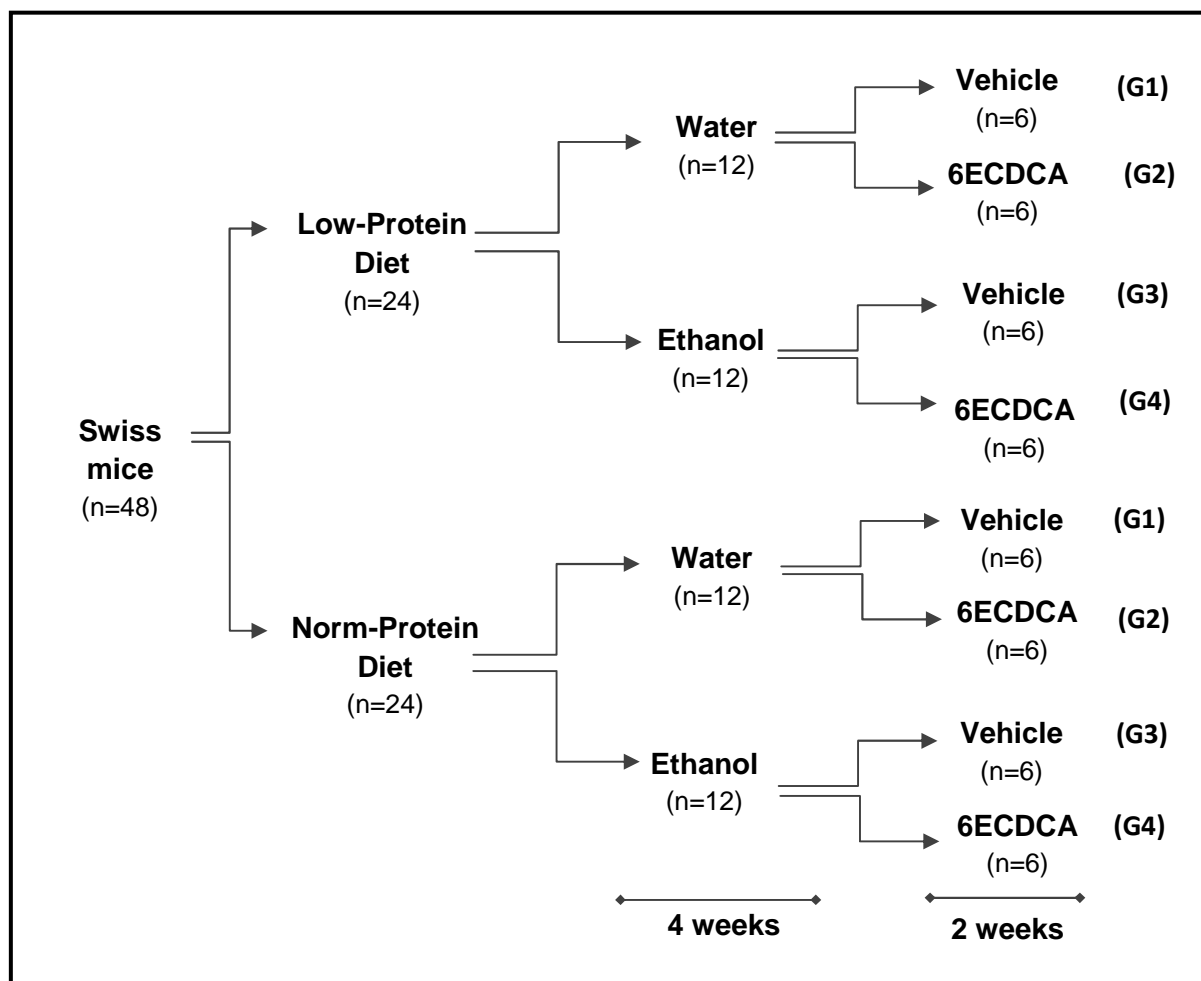 Vehicle (G1)
(n=6)
Water
(n=12)
6ECDCA (G2)
(n=6)
Low-Protein
Diet
(n=24)
Vehicle (G3)
(n=6)
Ethanol
(n=12)
6ECDCA (G4)
(n=6)
Swiss
mice
(n=48)
Vehicle (G1)
(n=6)
Water
(n=12)
6ECDCA (G2)
(n=6)
Norm-Protein
Diet
(n=24)
Vehicle (G3)
(n=6)
Ethanol
(n=12)
6ECDCA (G4)
(n=6)
4 weeks
2 weeks